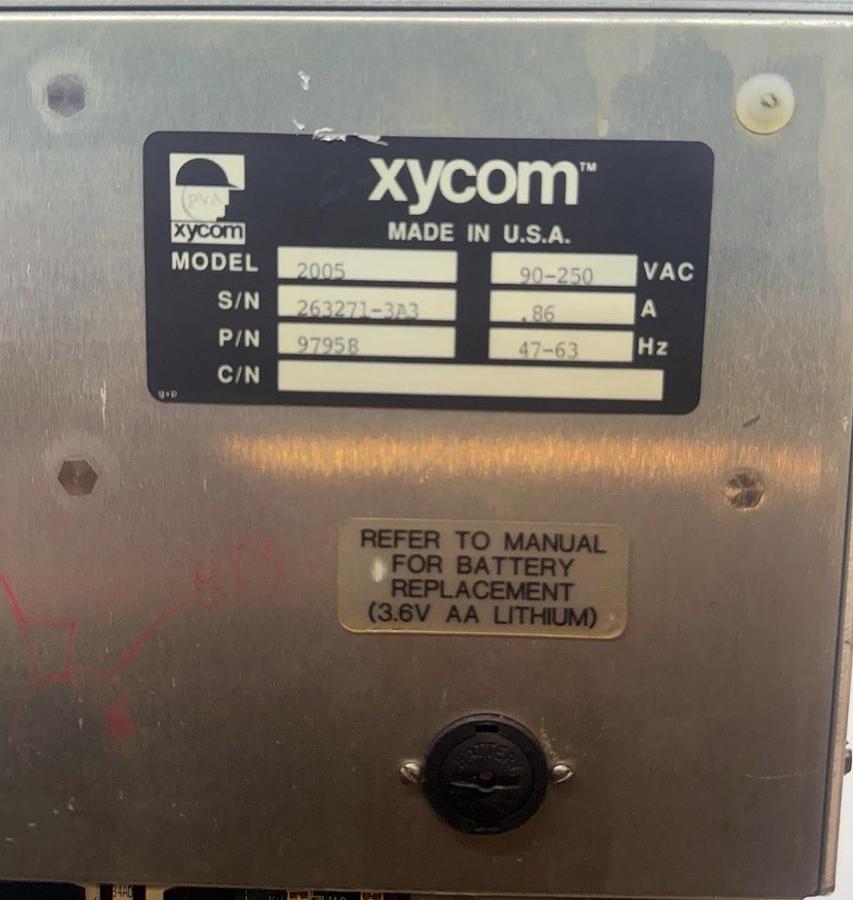 PVA
xycom
xycom™
MADE IN U.S.A.
MODEL 2005 90-250 VAC
S/N 263271-3A3 .86 A
P/N 97958 47-63 Hz
C/N
gvp
REFER TO MANUAL
FOR BATTERY
REPLACEMENT
(3.6V AA LITHIUM)
BATTERY